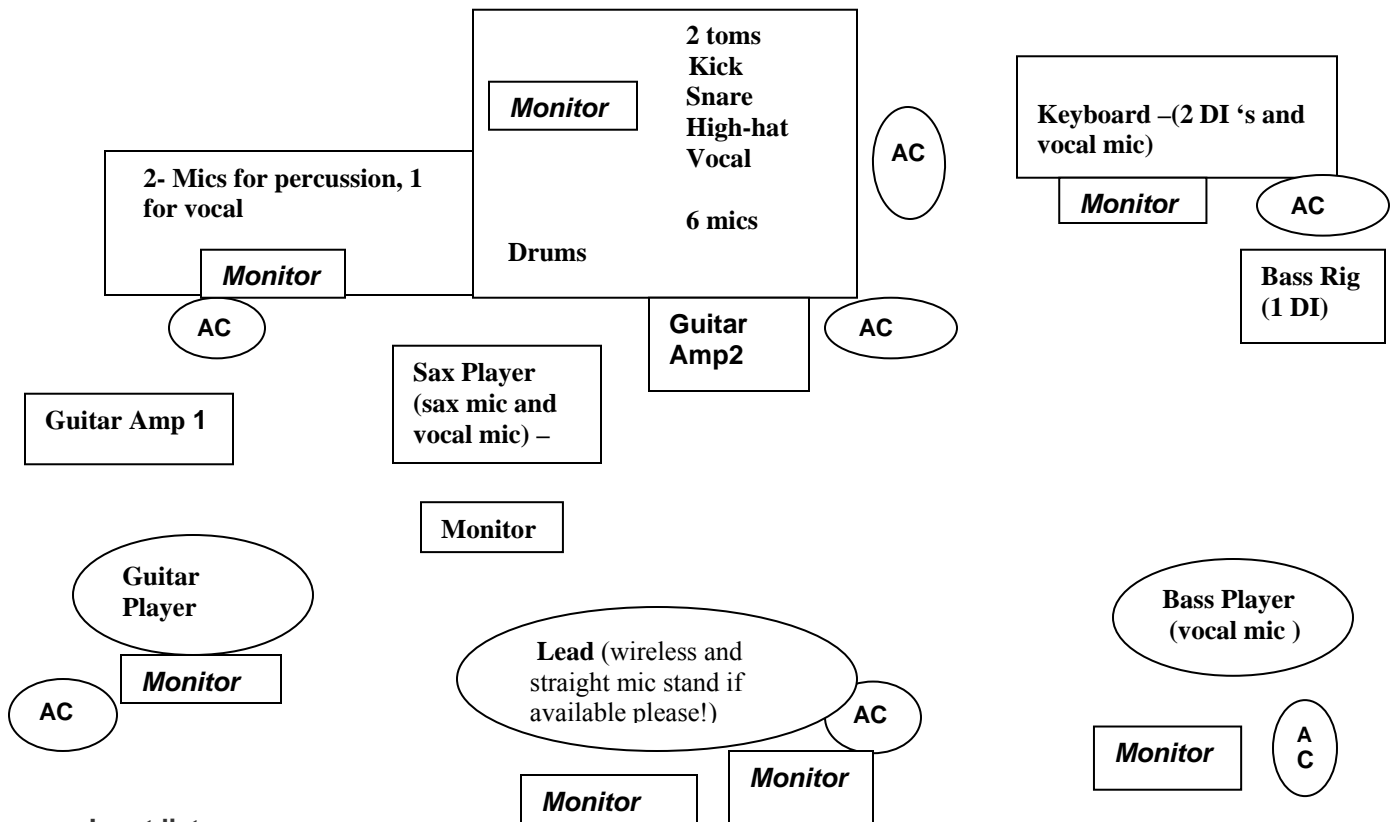 2 toms
Kick
Snare
High-hat
Vocal
6 mics
Monitor
Drums
AC
Keyboard –(2 DI ‘s and
vocal mic)
Monitor
AC
2- Mics for percussion, 1
for vocal
Monitor
AC
Bass Rig
(1 DI)
Guitar
Amp2
AC
Sax Player
(sax mic and
vocal mic) –
Guitar Amp 1
Monitor
Guitar
Player
Monitor
AC
Lead (wireless and
straight mic stand if
available please!)
AC
Monitor
Monitor
Bass Player
(vocal mic )
Monitor
A
C